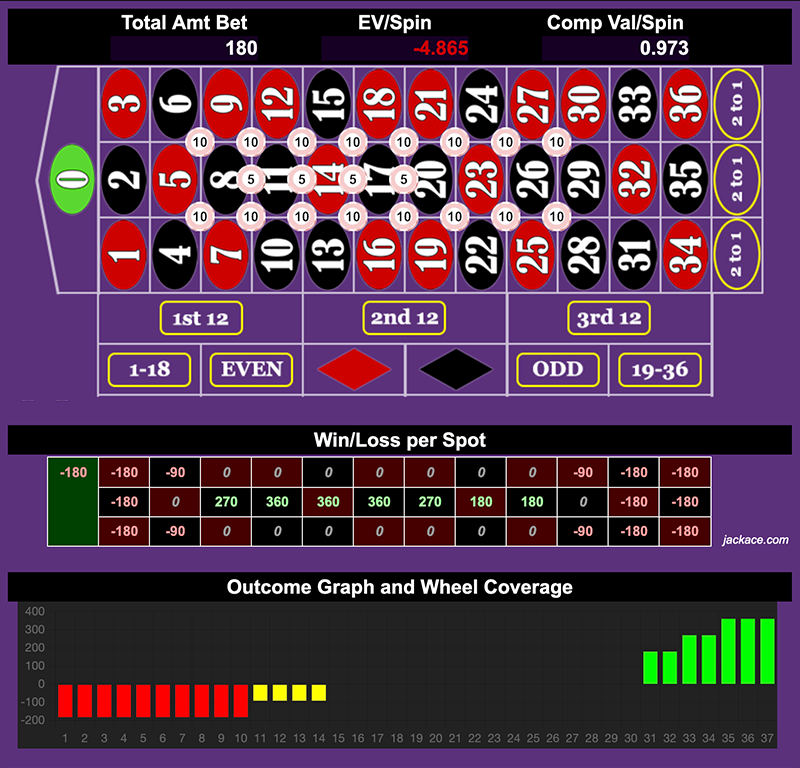 Total Amt Bet EV/Spin Comp Val/Spin
180 -4.865 0.973
3 6 9 12 15 18 21 24 27 30 33 36 2 to 1
10 10 10 10 10 10 10 10
0 2 5 8 11 14 17 20 23 26 29 32 35 2 to 1
5 5 5 5
10 10 10 10 10 10 10 10
1 4 7 10 13 16 19 22 25 28 31 34 2 to 1
1st 12 2nd 12 3rd 12
1-18 EVEN ODD 19-36
Win/Loss per Spot
-180 -180 -90 0 0 0 0 0 0 0 -90 -180 -180
-180 0 270 360 360 360 270 180 180 0 -180 -180
-180 -90 0 0 0 0 0 0 0 -90 -180 -180
jackace.com
Outcome Graph and Wheel Coverage
400
300
200
100
0
-100
-200
1 2 3 4 5 6 7 8 9 10 11 12 13 14 15 16 17 18 19 20 21 22 23 24 25 26 27 28 29 30 31 32 33 34 35 36 37